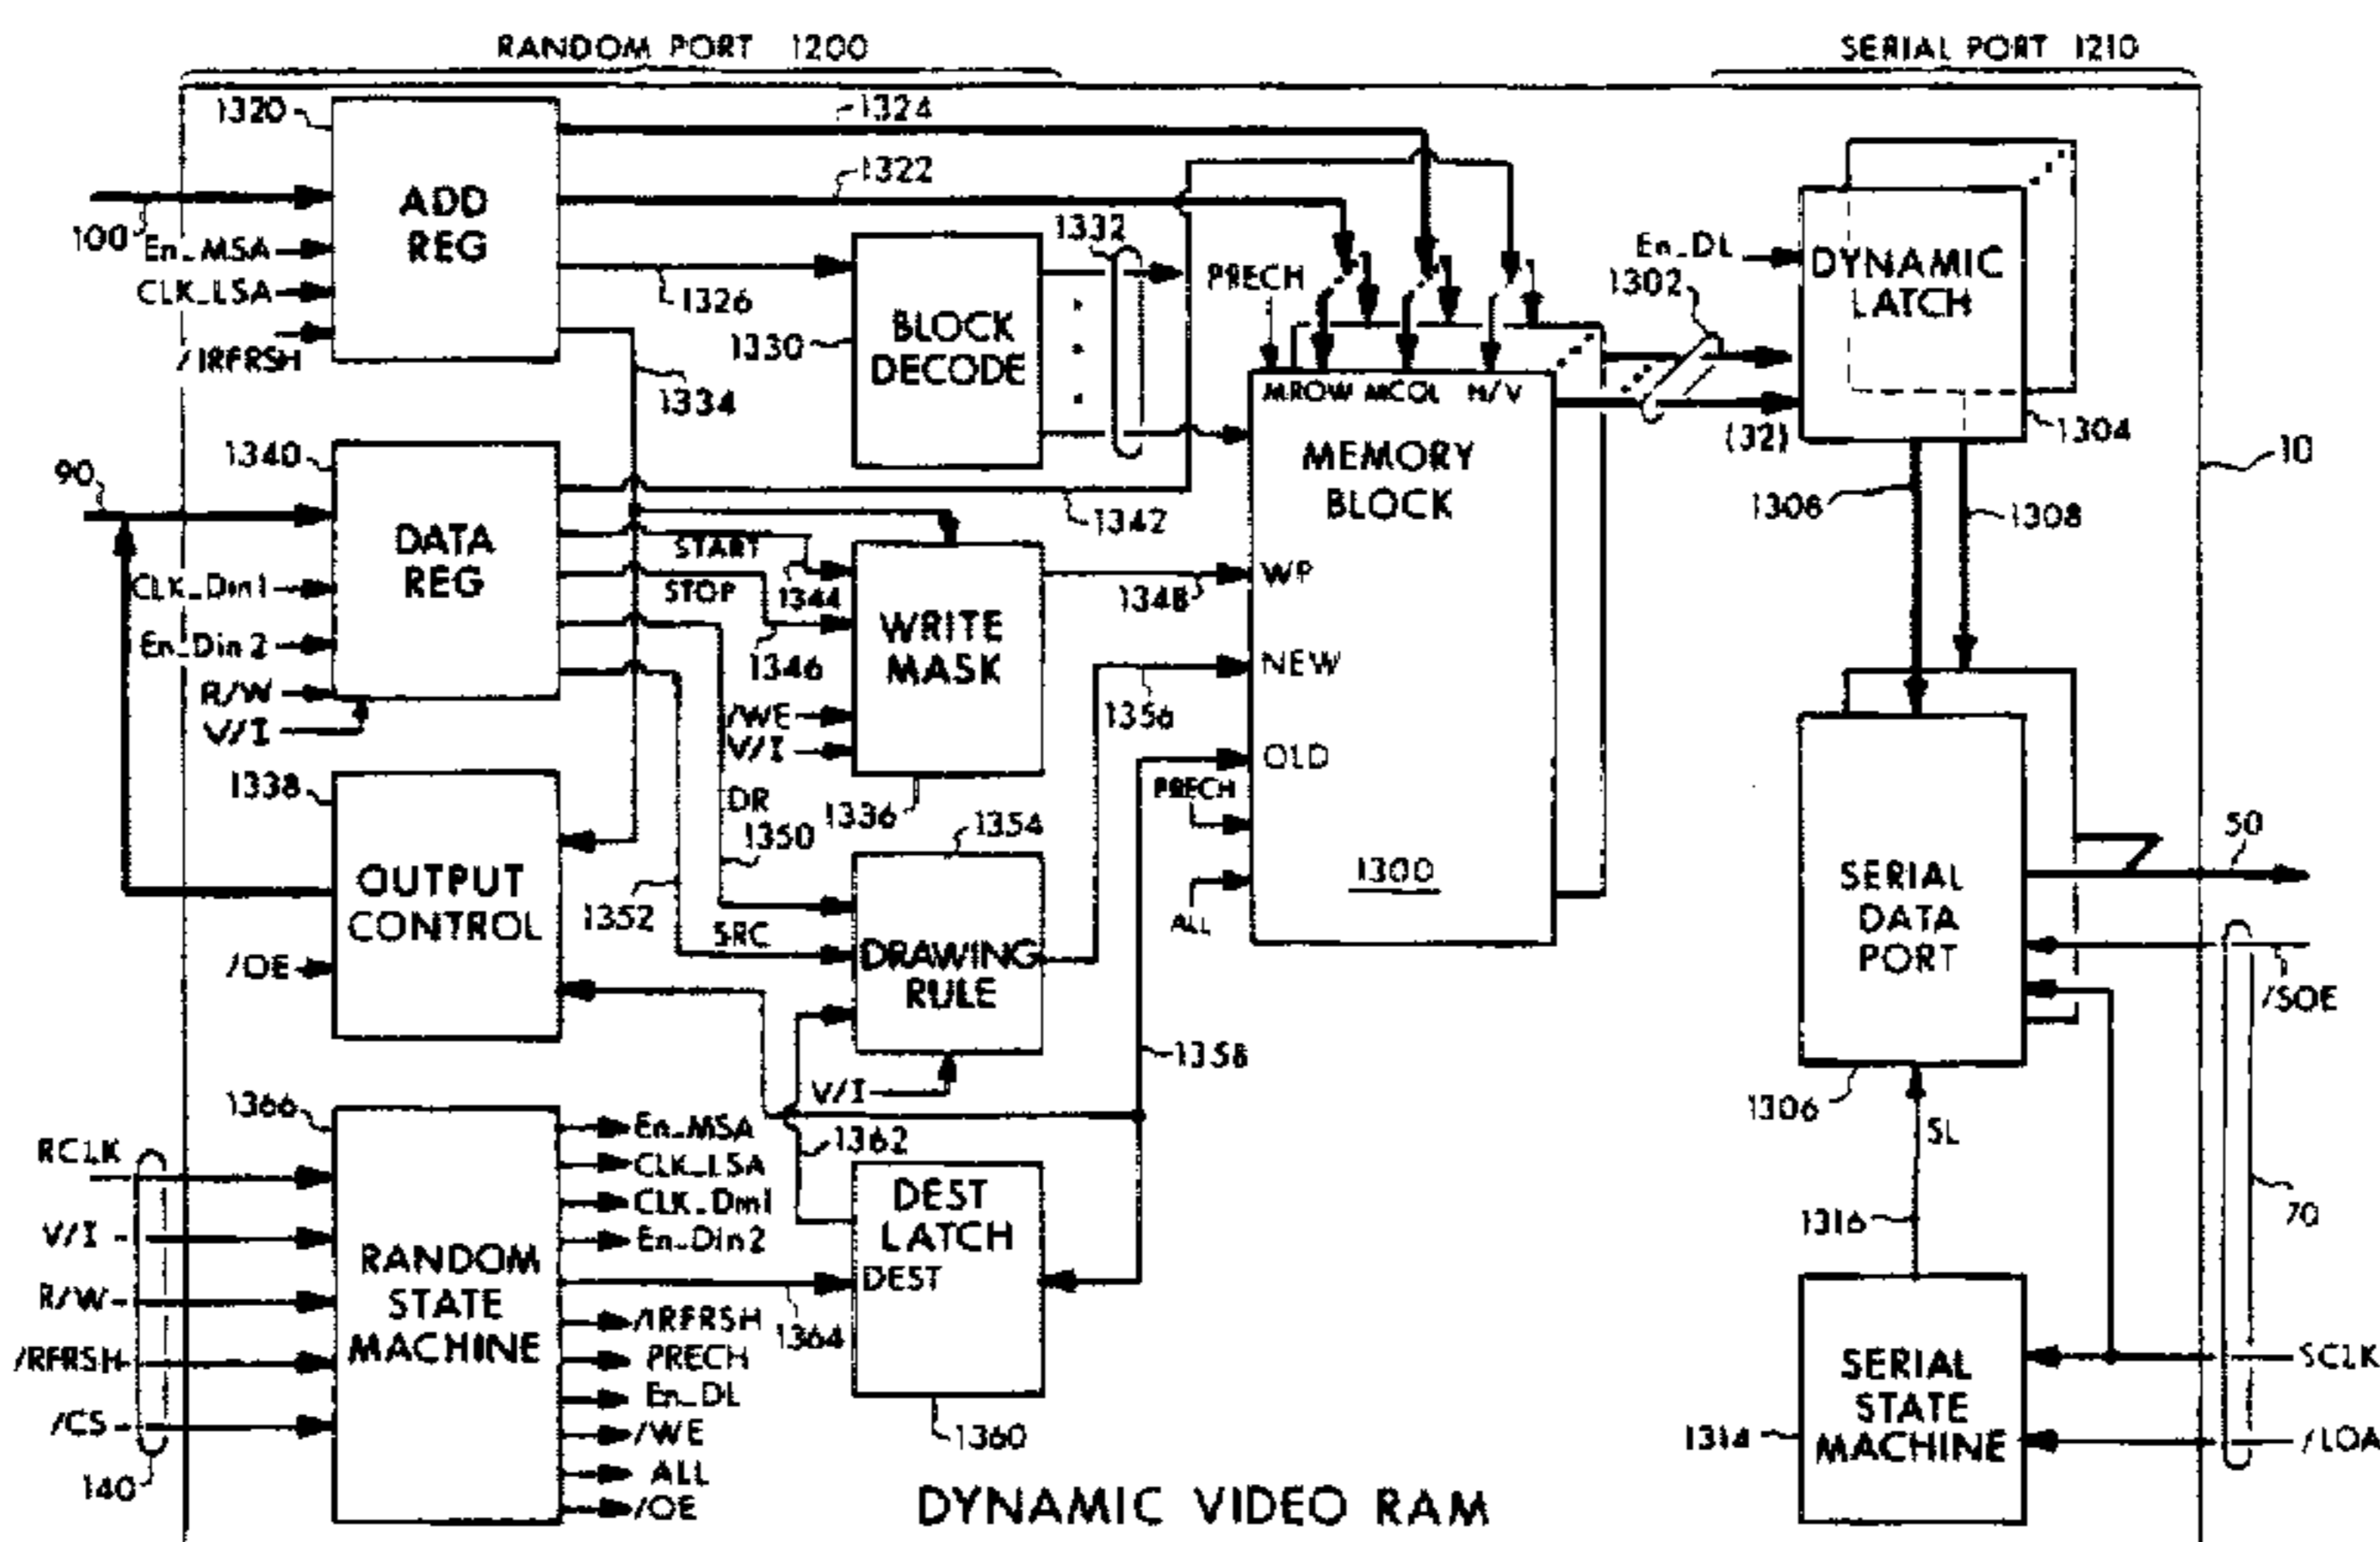 RANDOM PORT 1200
SERIAL PORT 1210
1320
1324
1322
ADD
REG
100
En_MSA
CLK_LSA
/IRFRSH
1326
1334
1330
BLOCK
DECODE
1332
PRECH
MROW MCOL H/V
MEMORY
BLOCK
1300
WP
NEW
OLD
PRECH
ALL
1302
(32)
En_DL
DYNAMIC
LATCH
1304
10
1308
1308
1340
90
DATA
REG
CLK_Din1
En_Din2
R/W
V/I
1342
START
1344
STOP
1346
WRITE
MASK
/WE
V/I
1336
1348
1356
1338
OUTPUT
CONTROL
/OE
DR
1350
1352
SRC
1354
DRAWING
RULE
V/I
1358
SERIAL
DATA
PORT
50
/SOE
1306
SL
1316
70
1366
RCLK
V/I
R/W
/RFRSH
/CS
140
RANDOM
STATE
MACHINE
En_MSA
CLK_LSA
CLK_Din1
En_Din2
/IRFRSH
PRECH
En_DL
/WE
ALL
/OE
1362
DEST
LATCH
DEST
1364
1360
SERIAL
STATE
MACHINE
1314
SCLK
/LOA
DYNAMIC VIDEO RAM